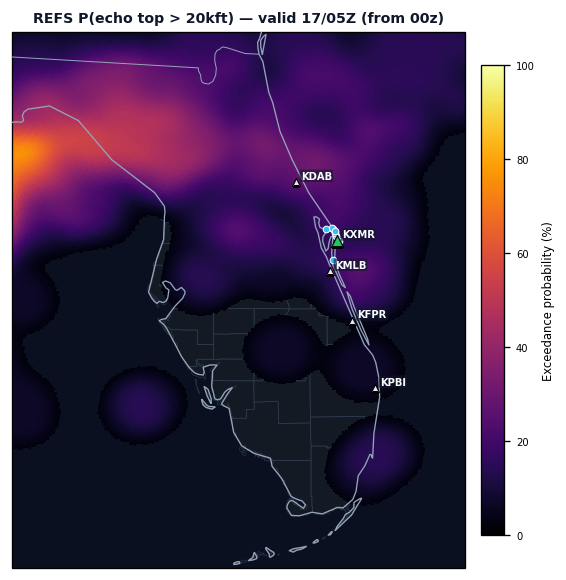 REFS P(echo top > 20kft) — valid 17/05Z (from 00z)
KDAB
KXMR
KMLB
KFPR
KPBI
100
80
60
40
20
0
Exceedance probability (%)